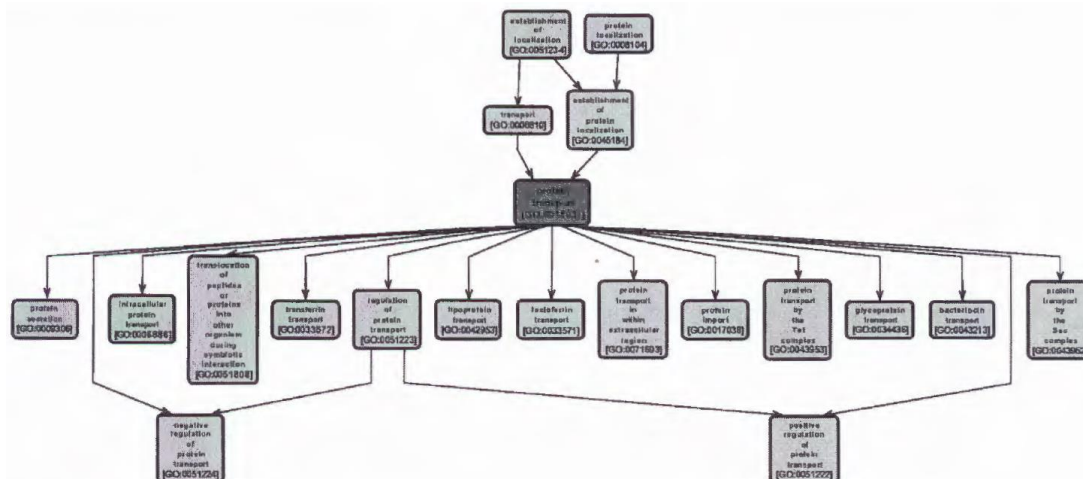 establishment
of
localization
[GO:0051234]
protein
localization
[GO:0008104]
transport
[GO:0006810]
establishment
of
protein
localization
[GO:0045184]
protein
transport
protein
secretion
[GO:0009306]
intracellular
protein
transport
[GO:0006886]
translocation
of
peptides
or
proteins
into
other
organism
during
symbiotic
interaction
[GO:0051808]
transferrin
transport
[GO:0033572]
regulation
of
protein
transport
[GO:0051223]
lipoprotein
transport
[GO:0042953]
lactoferrin
transport
[GO:0033571]
protein
transport
in within
extracellular
region
[GO:0071693]
protein
import
[GO:0017038]
protein
transport
by
the
Tat
complex
[GO:0043953]
glycoprotein
transport
[GO:0034436]
bacteriocin
transport
[GO:0043213]
protein
transport
by
the
Sec
complex
negative
regulation
of
protein
transport
[GO:0051224]
positive
regulation
of
protein
transport
[GO:0051222]